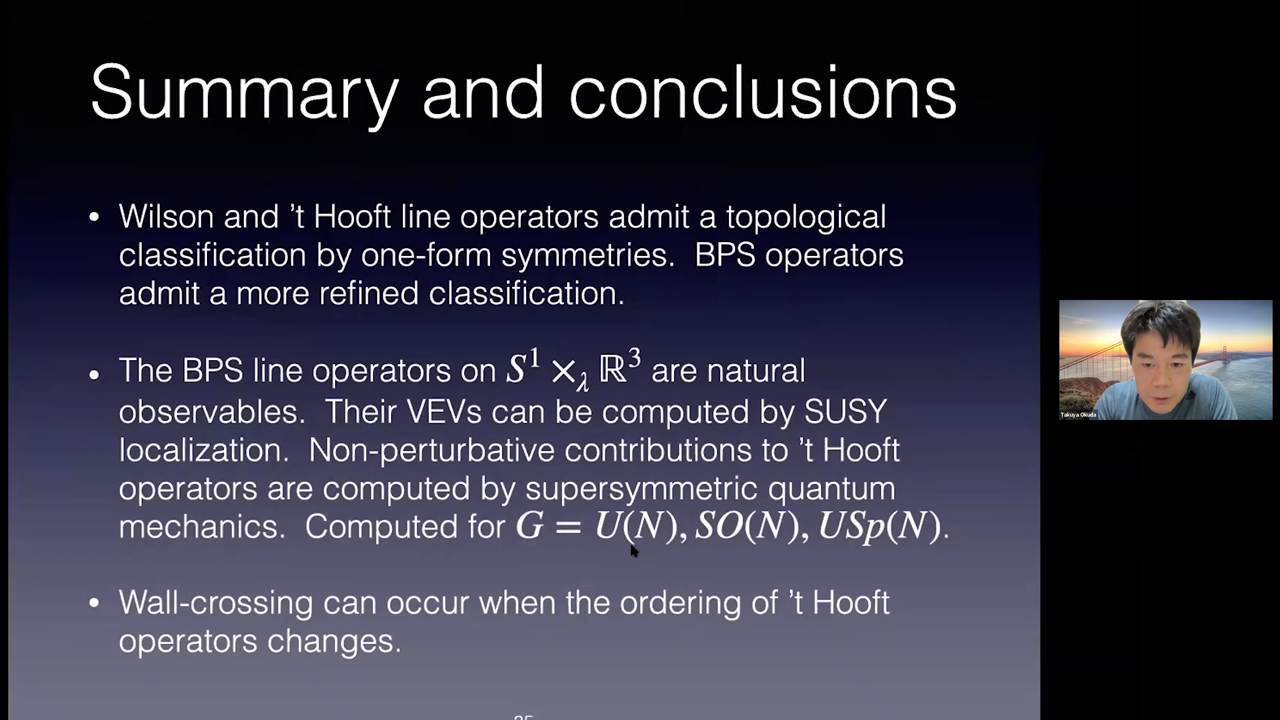 Summary and conclusions
• Wilson and ’t Hooft line operators admit a topological
classification by one-form symmetries. BPS operators
admit a more refined classification.
• The BPS line operators on S¹ ×_λ ℝ³ are natural
observables. Their VEVs can be computed by SUSY
localization. Non-perturbative contributions to ’t Hooft
operators are computed by supersymmetric quantum
mechanics. Computed for G = U(N), SO(N), USp(N).
• Wall-crossing can occur when the ordering of ’t Hooft
operators changes.
Takuya Okuda